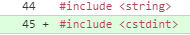 44 #include <string>
45 + #include <cstdint>